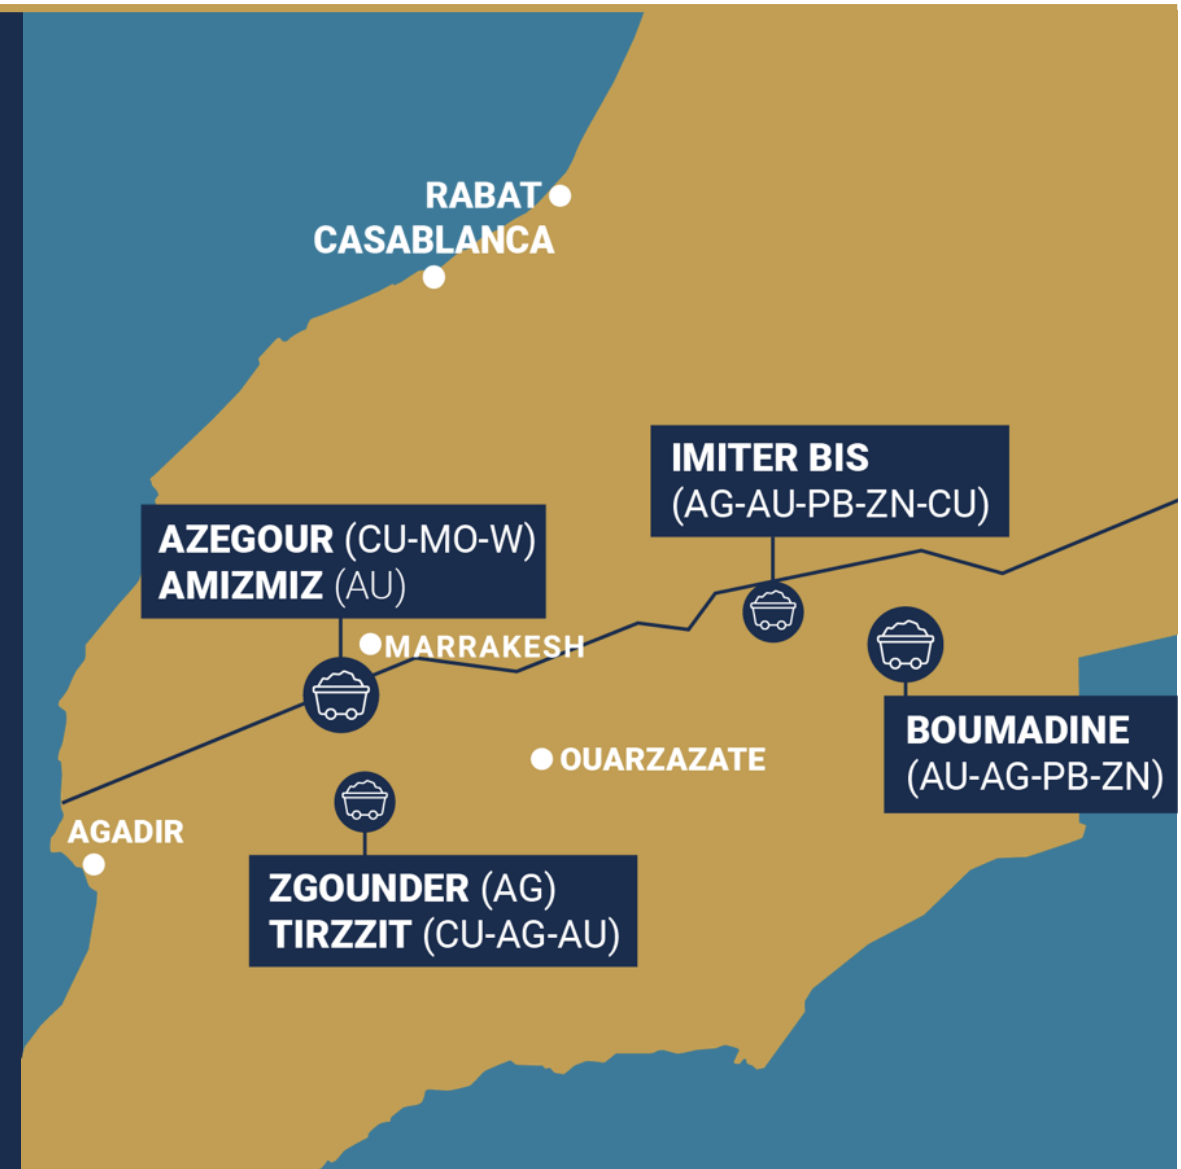 RABAT
CASABLANCA
IMITER BIS
(AG-AU-PB-ZN-CU)
AZEGOUR (CU-MO-W)
AMIZMIZ (AU)
MARRAKESH
BOUMADINE
(AU-AG-PB-ZN)
OUARZAZATE
AGADIR
ZGOUNDER (AG)
TIRZZIT (CU-AG-AU)